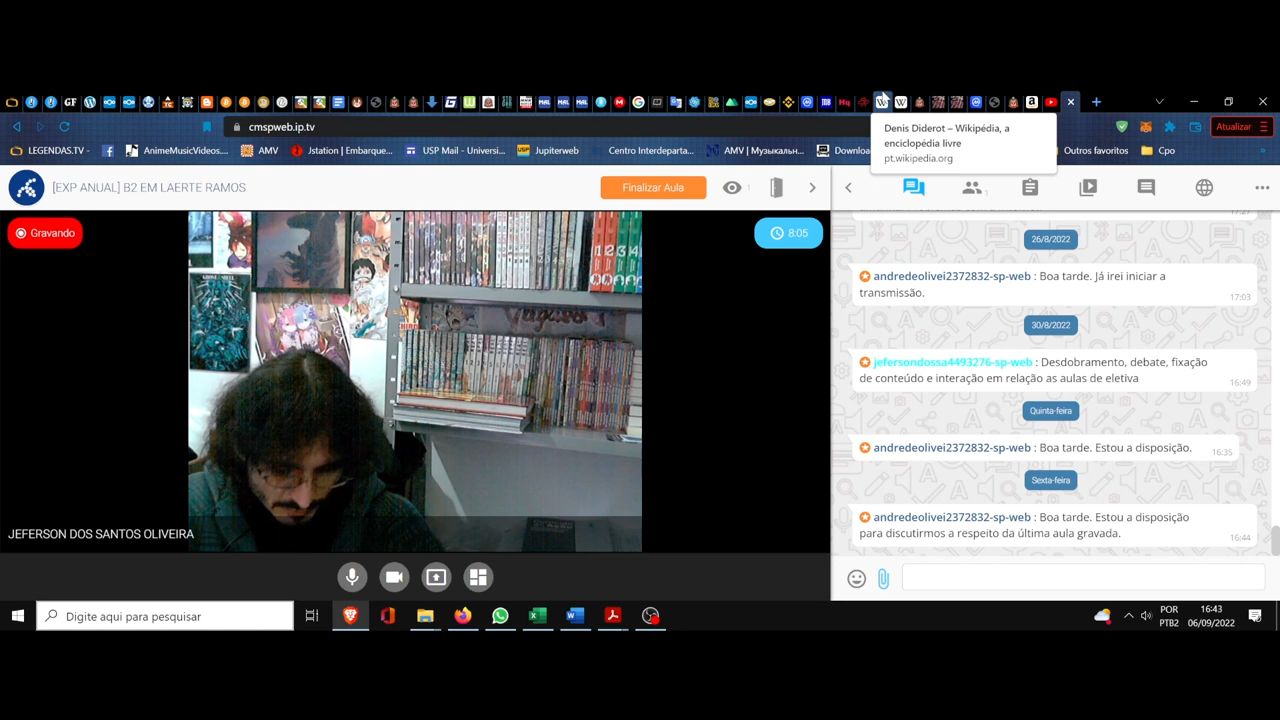 Denis Diderot – Wikipédia, a
enciclopédia livre
pt.wikipedia.org
cmspweb.ip.tv
Atualizar
LEGENDAS.TV -
AnimeMusicVideos...
AMV
Jstation | Embarque...
USP Mail - Universi...
Jupiterweb
Centro Interdeparta...
AMV | Музыкальн...
Downloa
Outros favoritos
Cpo
[EXP ANUAL] B2 EM LAERTE RAMOS
Finalizar Aula
1
1
Gravando
8:05
JEFERSON DOS SANTOS OLIVEIRA
26/8/2022
andredeolivei2372832-sp-web : Boa tarde. Já irei iniciar a
transmissão.
17:03
30/8/2022
jefersondossa4493276-sp-web : Desdobramento, debate, fixação
de conteúdo e interação em relação as aulas de eletiva
16:49
Quinta-feira
andredeolivei2372832-sp-web : Boa tarde. Estou a disposição.
16:35
Sexta-feira
andredeolivei2372832-sp-web : Boa tarde. Estou a disposição
para discutirmos a respeito da última aula gravada.
16:44
Digite aqui para pesquisar
POR
PTB2
16:43
06/09/2022